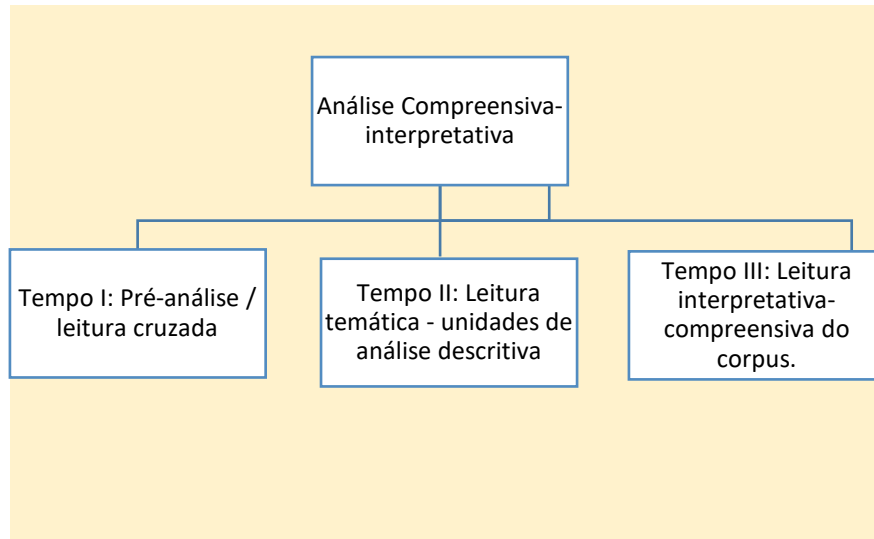 Análise Compreensiva-
interpretativa
Tempo I: Pré-análise /
leitura cruzada
Tempo II: Leitura
temática - unidades de
análise descritiva
Tempo III: Leitura
interpretativa-
compreensiva do
corpus.